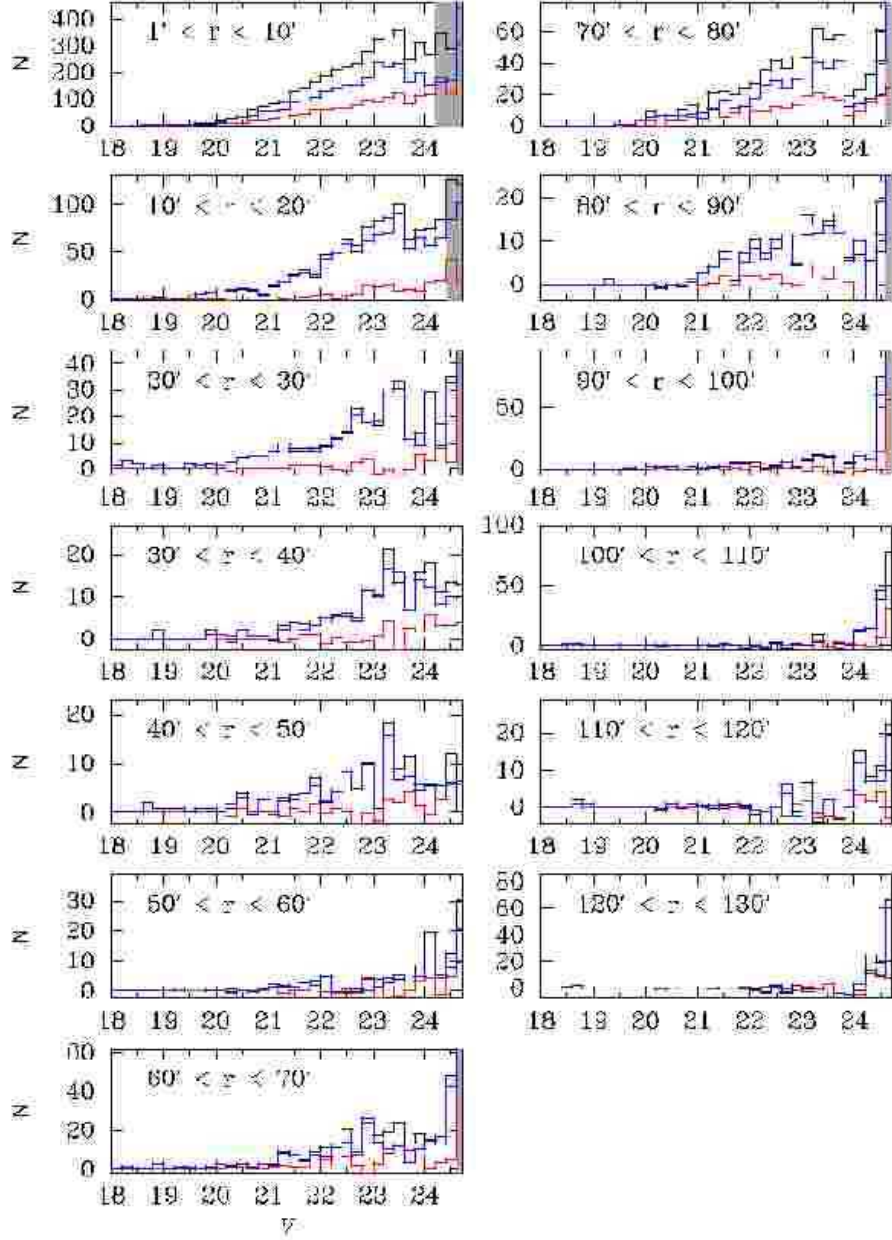 N
400
300
200
100
0
1' < r < 10'
18 19 20 21 22 23 24
60
40
20
0
70' < r < 80'
18 19 20 21 22 23 24
N
100
50
0
10' < r < 20'
18 19 20 21 22 23 24
20
10
0
80' < r < 90'
18 19 20 21 22 23 24
N
40
30
20
10
0
20' < r < 30'
18 19 20 21 22 23 24
50
0
90' < r < 100'
18 19 20 21 22 23 24
N
20
10
0
30' < r < 40'
18 19 20 21 22 23 24
100
50
0
100' < r < 110'
18 19 20 21 22 23 24
N
20
10
0
40' < r < 50'
18 19 20 21 22 23 24
20
10
0
110' < r < 120'
18 19 20 21 22 23 24
N
30
20
10
0
50' < r < 60'
18 19 20 21 22 23 24
80
60
40
20
0
120' < r < 130'
18 19 20 21 22 23 24
N
60
40
20
0
60' < r < 70'
18 19 20 21 22 23 24
V